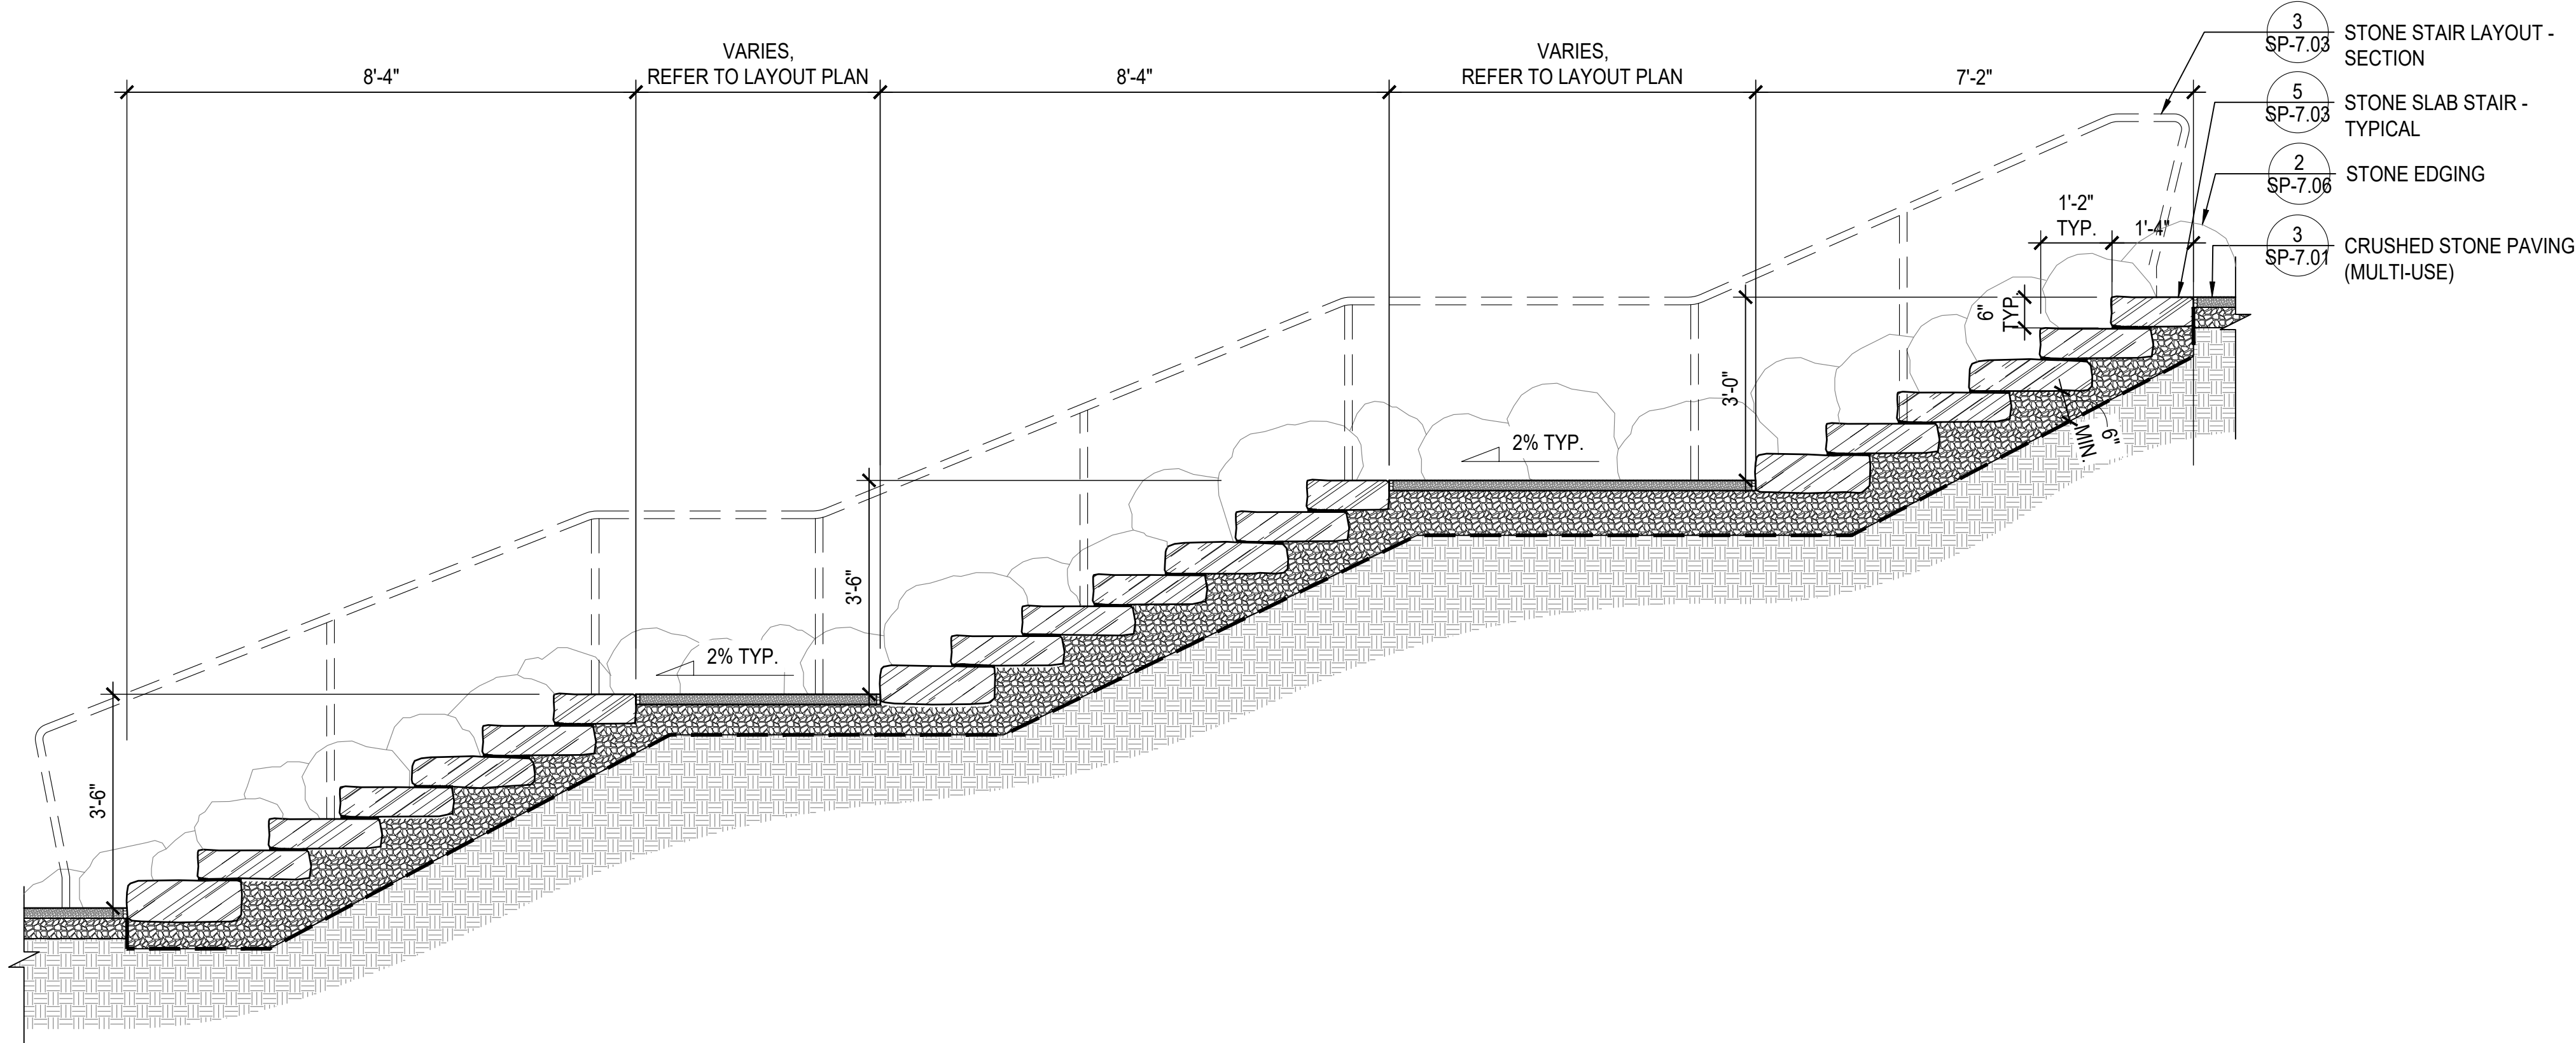 3
SP-7.03
STONE STAIR LAYOUT -
SECTION
VARIES,
REFER TO LAYOUT PLAN
VARIES,
REFER TO LAYOUT PLAN
8'-4"
8'-4"
7'-2"
5
SP-7.03
STONE SLAB STAIR -
TYPICAL
2
SP-7.06
STONE EDGING
1'-2"
TYP.
1'-4"
3
SP-7.01
CRUSHED STONE PAVING
(MULTI-USE)
6"
TYP.
3'-0"
2% TYP.
6"
MIN.
3'-6"
2% TYP.
3'-6"